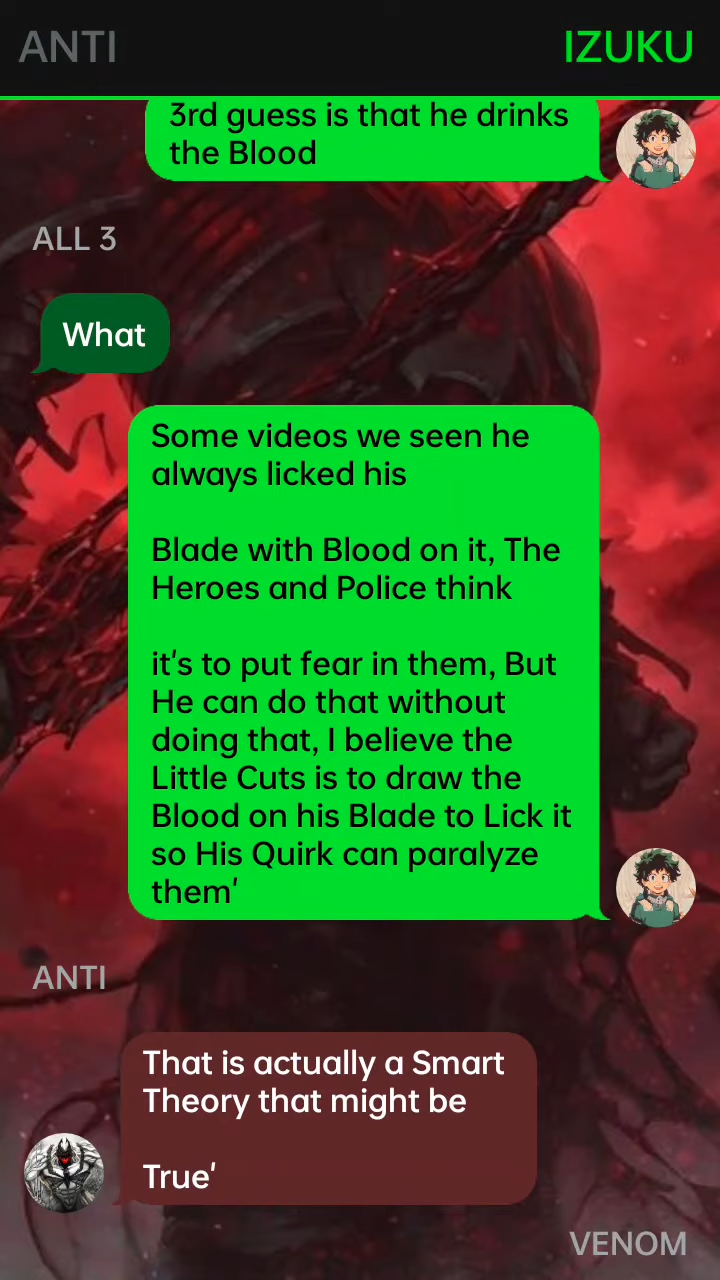 ANTI
IZUKU
3rd guess is that he drinks
the Blood
ALL 3
What
Some videos we seen he
always licked his
Blade with Blood on it, The
Heroes and Police think
it's to put fear in them, But
He can do that without
doing that, I believe the
Little Cuts is to draw the
Blood on his Blade to Lick it
so His Quirk can paralyze
them'
ANTI
That is actually a Smart
Theory that might be
True'
VENOM